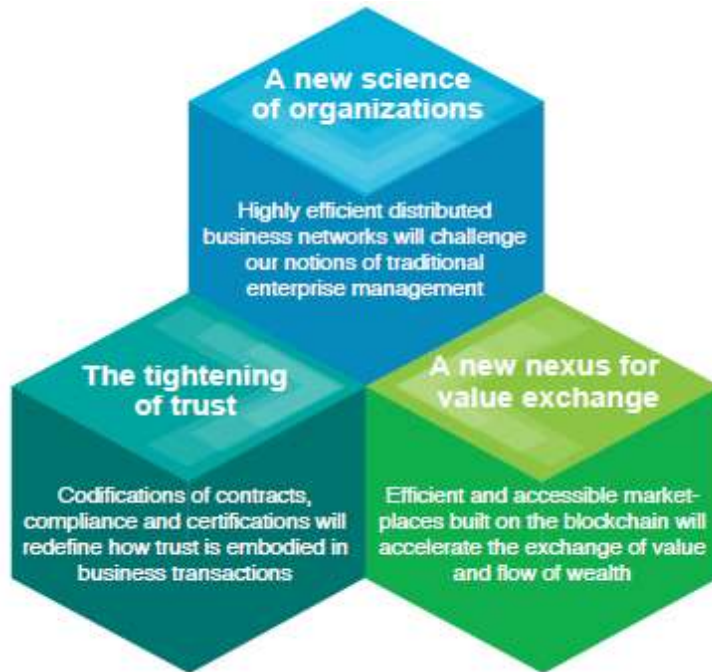 A new science
of organizations
Highly efficient distributed
business networks will challenge
our notions of traditional
enterprise management
The tightening
of trust
Codifications of contracts,
compliance and certifications will
redefine how trust is embodied in
business transactions
A new nexus for
value exchange
Efficient and accessible market-
places built on the blockchain will
accelerate the exchange of value
and flow of wealth